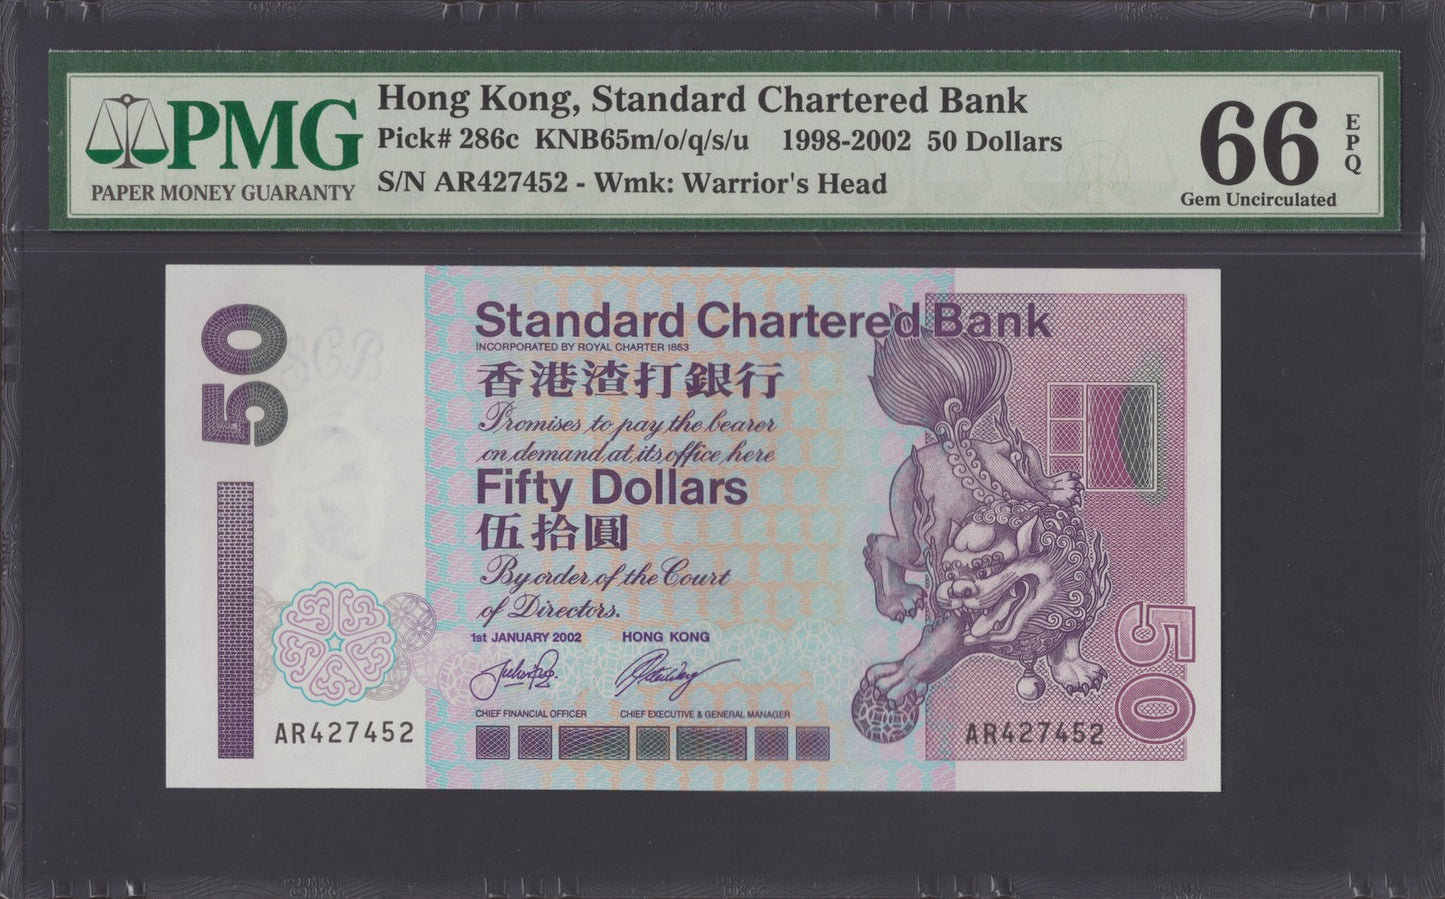 PMG
PAPER MONEY GUARANTY
Hong Kong, Standard Chartered Bank
Pick# 286c KNB65m/o/q/s/u 1998-2002 50 Dollars
S/N AR427452 - Wmk: Warrior's Head
66
EPQ
Gem Uncirculated
50
Standard Chartered Bank
INCORPORATED BY ROYAL CHARTER 1853
香港渣打銀行
Promises to pay the bearer
on demand at its office here
Fifty Dollars
伍拾圓
By order of the Court
of Directors.
1st JANUARY 2002 HONG KONG
CHIEF FINANCIAL OFFICER CHIEF EXECUTIVE & GENERAL MANAGER
AR427452
AR427452
50